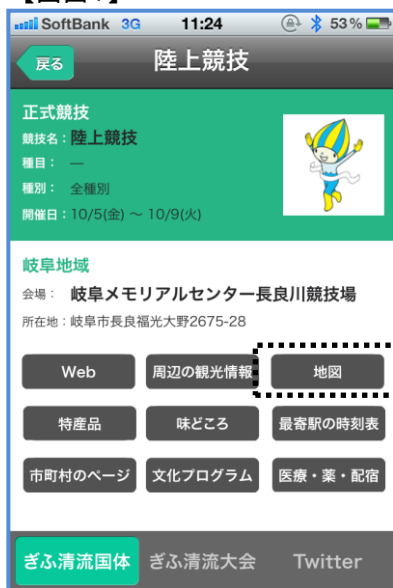 SoftBank 3G 11:24 53%
戻る 陸上競技
正式競技
競技名：陸上競技
種目： ―
種別： 全種別
開催日：10/5(金) ～ 10/9(火)
岐阜地域
会場： 岐阜メモリアルセンター長良川競技場
所在地：岐阜市長良福光大野2675-28
Web 周辺の観光情報 地図
特産品 味どころ 最寄駅の時刻表
市町村のページ 文化プログラム 医療・薬・配宿
ぎふ清流国体 ぎふ清流大会 Twitter